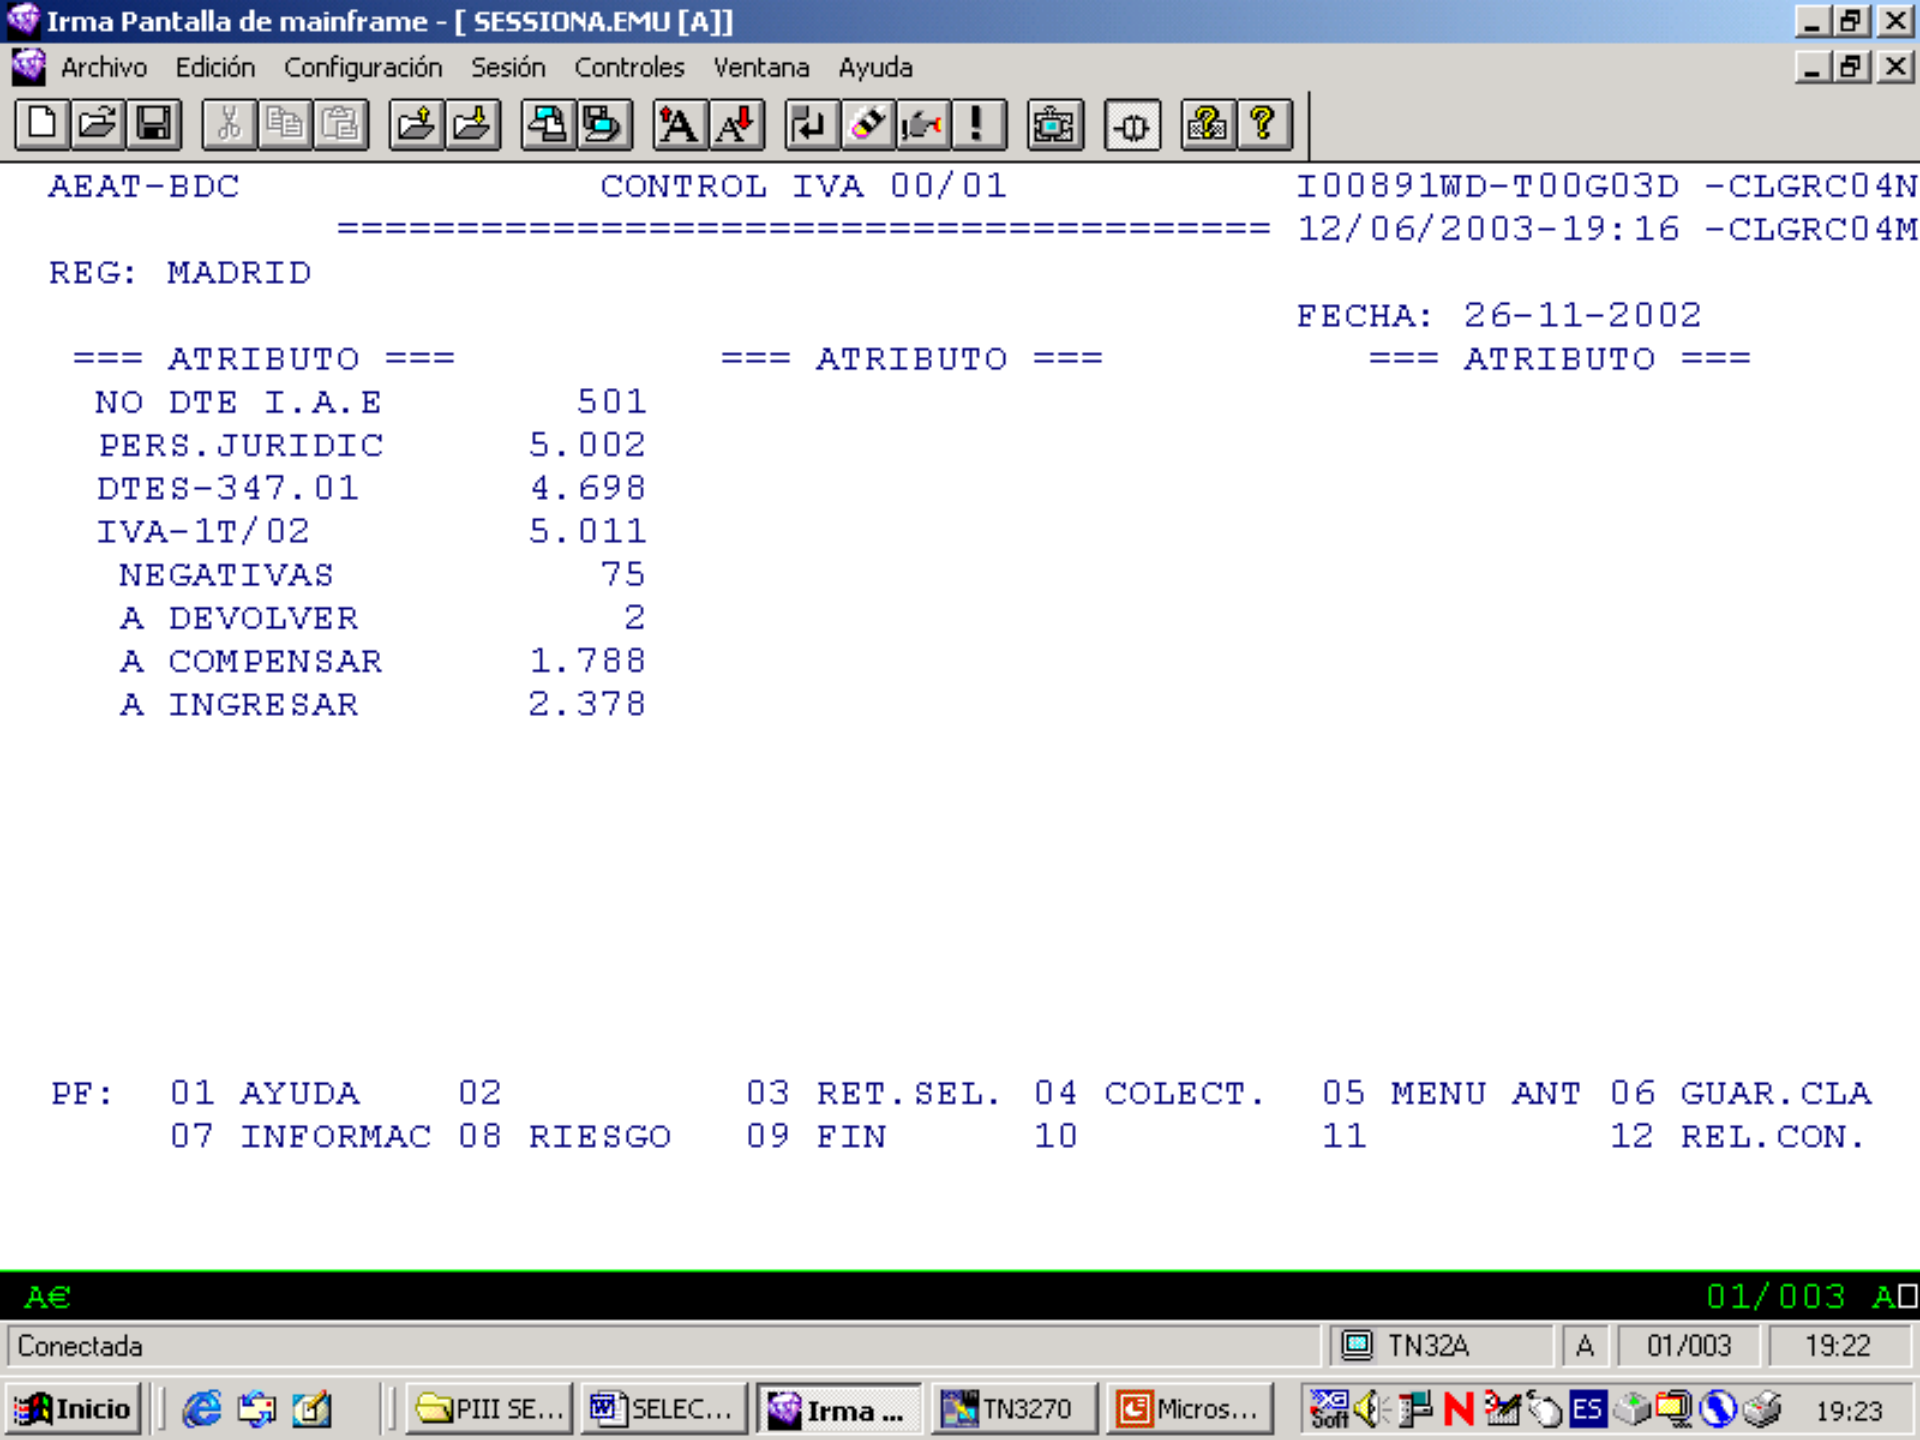 Irma Pantalla de mainframe - [ SESSIONA.EMU [A]]
Archivo Edición Configuración Sesión Controles Ventana Ayuda
AEAT-BDC CONTROL IVA 00/01 I00891WD-T00G03D -CLGRC04N
======================================= 12/06/2003-19:16 -CLGRC04M
REG: MADRID
FECHA: 26-11-2002
=== ATRIBUTO === === ATRIBUTO === === ATRIBUTO ===
NO DTE I.A.E 501
PERS.JURIDIC 5.002
DTES-347.01 4.698
IVA-1T/02 5.011
NEGATIVAS 75
A DEVOLVER 2
A COMPENSAR 1.788
A INGRESAR 2.378
PF: 01 AYUDA 02 03 RET.SEL. 04 COLECT. 05 MENU ANT 06 GUAR.CLA
07 INFORMAC 08 RIESGO 09 FIN 10 11 12 REL.CON.
A€ 01/003 A
Conectada TN32A A 01/003 19:22
Inicio PIII SE... SELEC... Irma ... TN3270 Micros... ES 19:23